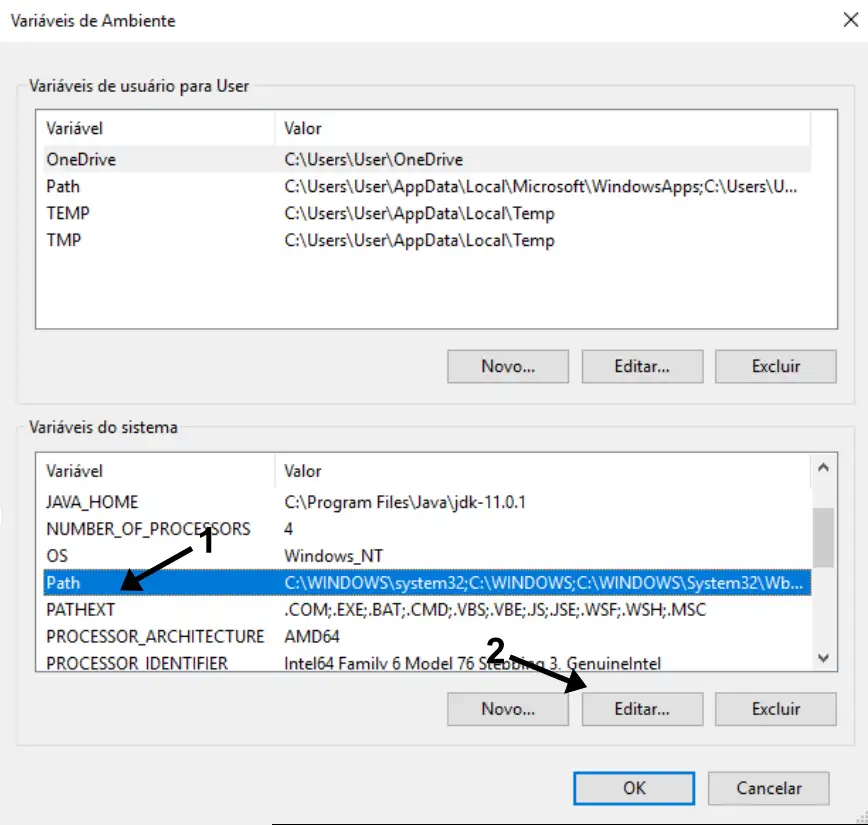 Variáveis de Ambiente
Variáveis de usuário para User
Variável Valor
OneDrive C:\Users\User\OneDrive
Path C:\Users\User\AppData\Local\Microsoft\WindowsApps;C:\Users\U...
TEMP C:\Users\User\AppData\Local\Temp
TMP C:\Users\User\AppData\Local\Temp
Novo... Editar... Excluir
Variáveis do sistema
Variável Valor
JAVA_HOME C:\Program Files\Java\jdk-11.0.1
NUMBER_OF_PROCESSORS 4
1
OS Windows_NT
Path C:\WINDOWS\system32;C:\WINDOWS;C:\WINDOWS\System32\Wb...
PATHEXT .COM;.EXE;.BAT;.CMD;.VBS;.VBE;.JS;.JSE;.WSF;.WSH;.MSC
PROCESSOR_ARCHITECTURE AMD64
PROCESSOR_IDENTIFIER Intel64 Family 6 Model 76 Stepping 3, GenuineIntel
2
Novo... Editar... Excluir
OK Cancelar